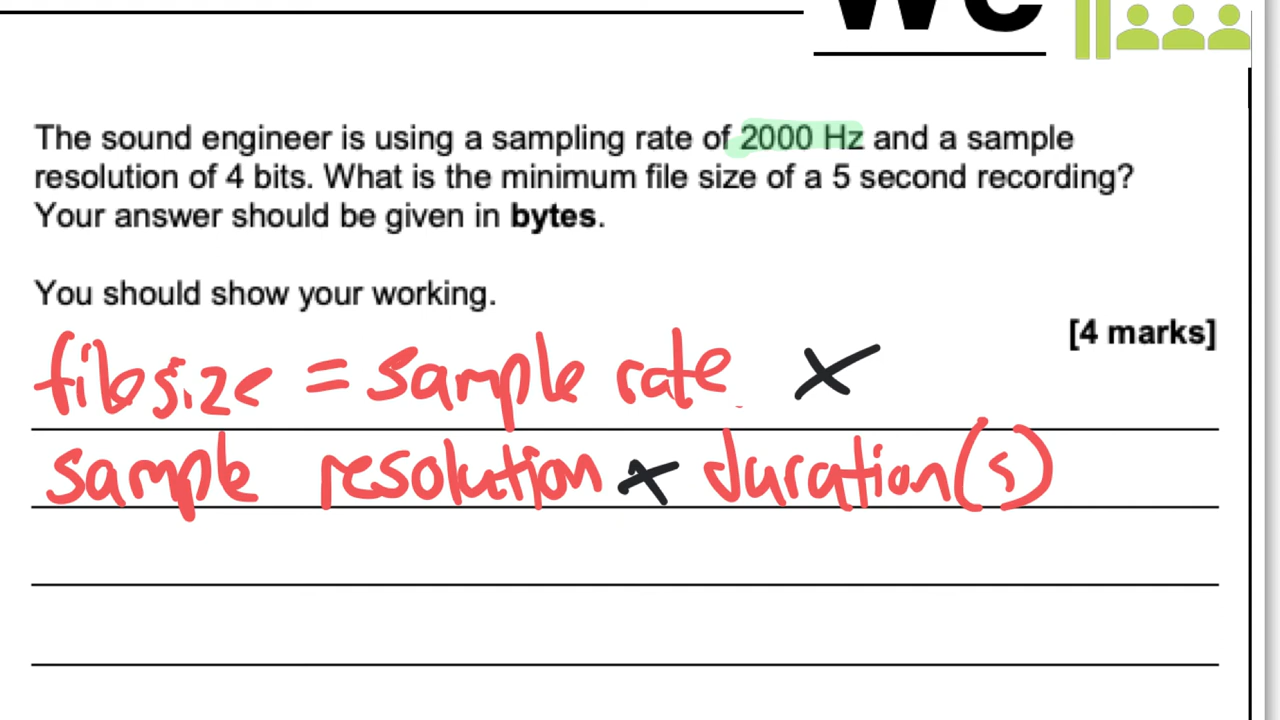 The sound engineer is using a sampling rate of 2000 Hz and a sample
resolution of 4 bits. What is the minimum file size of a 5 second recording?
Your answer should be given in bytes.
You should show your working.
[4 marks]
filesize = sample rate ×
sample resolution × duration(s)